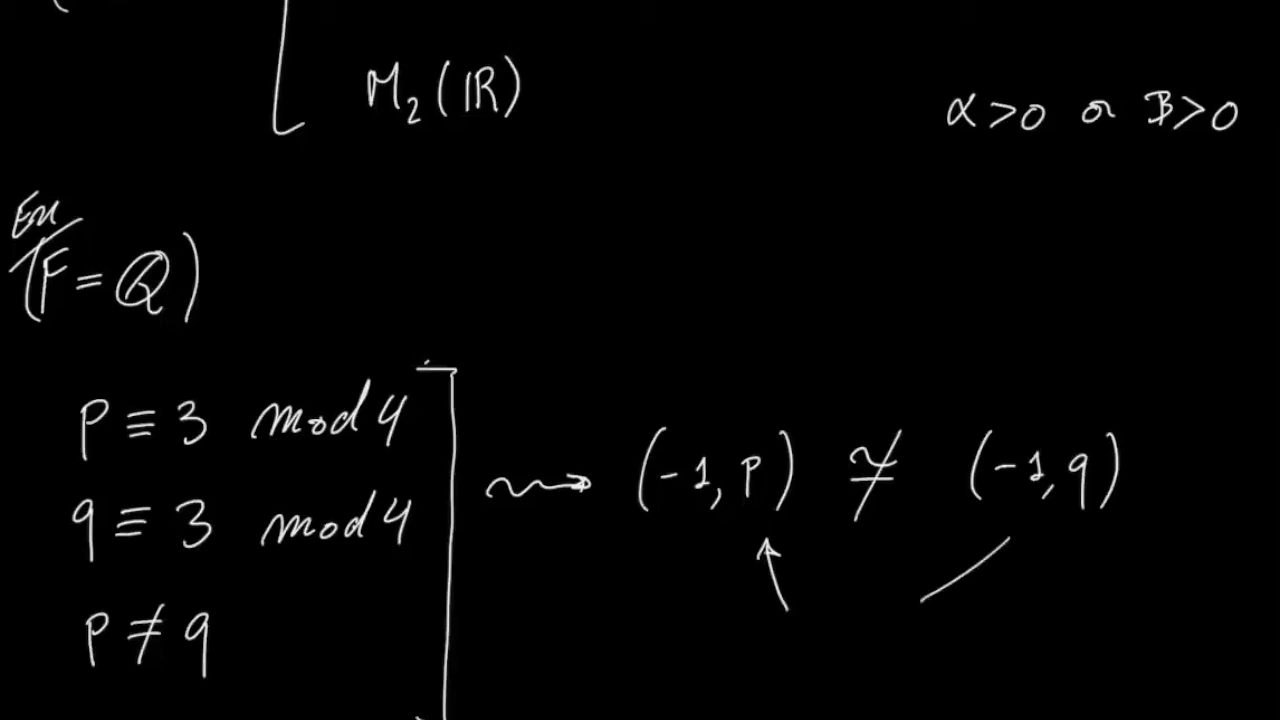 M₂(ℝ)
α>0 or β>0
Ex
(F=ℚ)
p≡3 mod 4
q≡3 mod 4
(-1,p) ≄ (-1,q)
p≠q